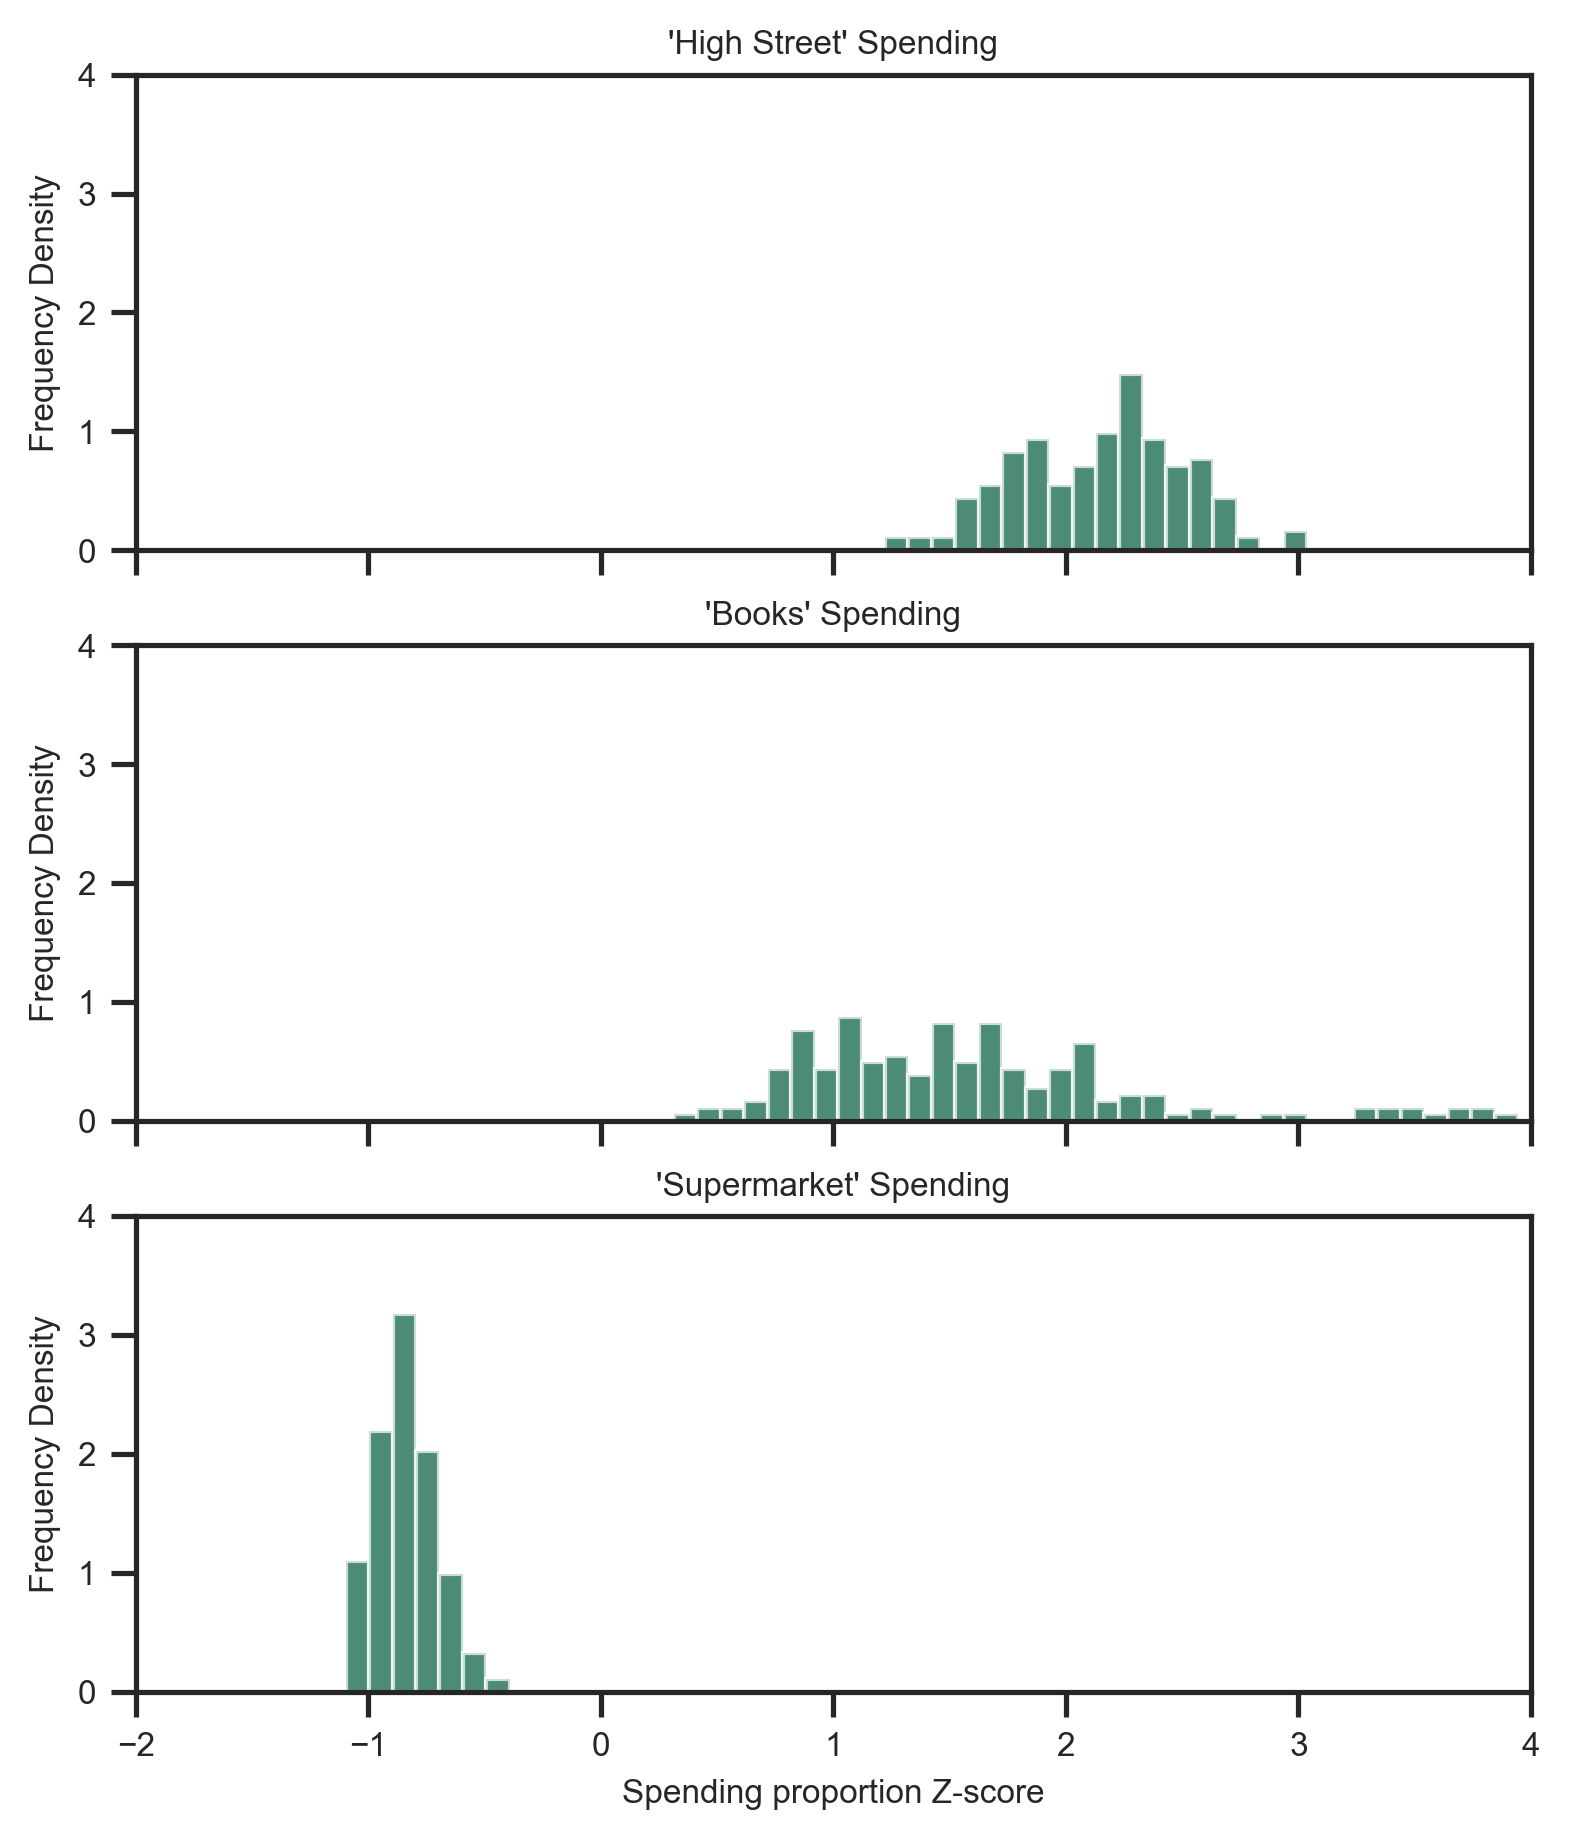 'High Street' Spending
4
3
2
1
0
Frequency Density
'Books' Spending
4
3
2
1
0
Frequency Density
'Supermarket' Spending
4
3
2
1
0
Frequency Density
−2 −1 0 1 2 3 4
Spending proportion Z-score